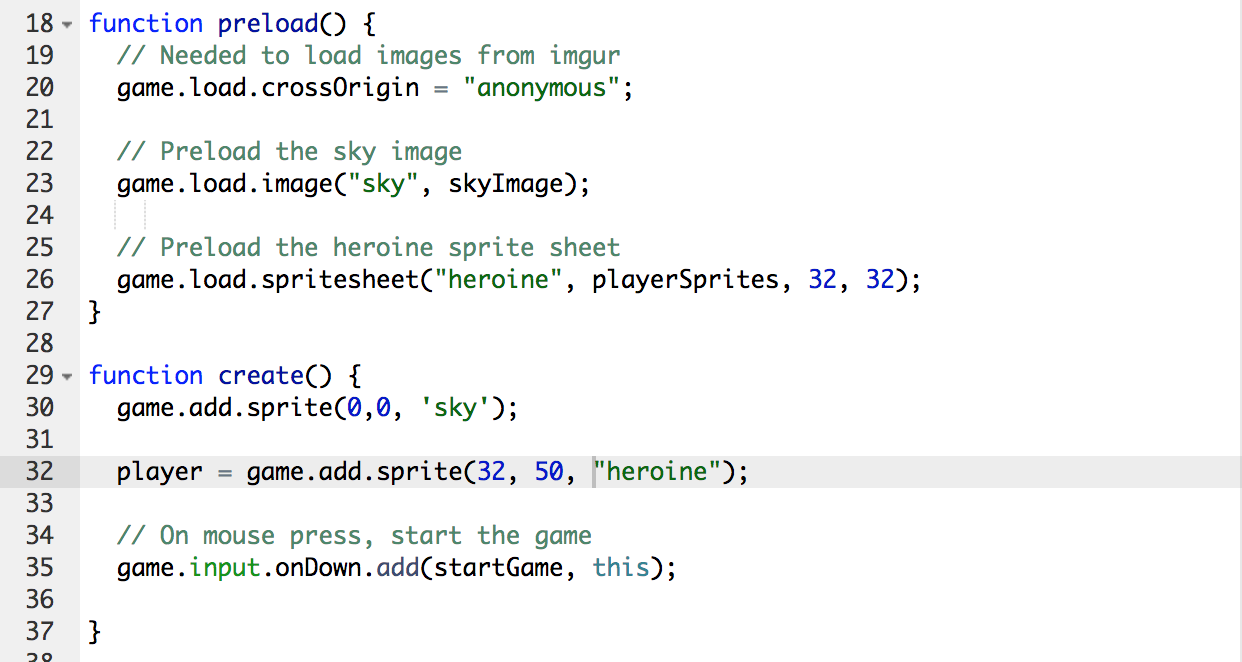 18 function preload() {
19   // Needed to load images from imgur
20   game.load.crossOrigin = "anonymous";
21
22   // Preload the sky image
23   game.load.image("sky", skyImage);
24
25   // Preload the heroine sprite sheet
26   game.load.spritesheet("heroine", playerSprites, 32, 32);
27 }
28
29 function create() {
30   game.add.sprite(0,0, 'sky');
31
32   player = game.add.sprite(32, 50, "heroine");
33
34   // On mouse press, start the game
35   game.input.onDown.add(startGame, this);
36
37 }
38